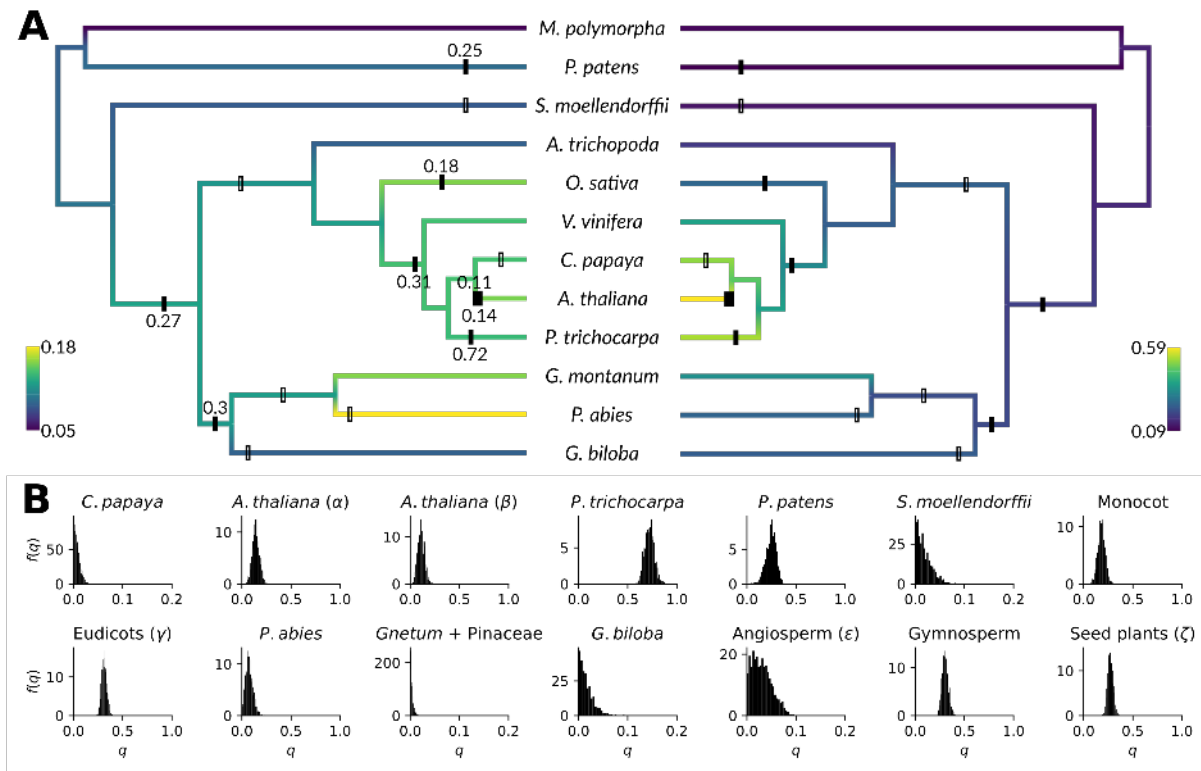 A
M. polymorpha
0.25
P. patens
S. moellendorffii
A. trichopoda
0.18
O. sativa
V. vinifera
0.31
C. papaya
0.11
A. thaliana
0.14
0.27
P. trichocarpa
0.72
0.18
0.59
G. montanum
0.3
P. abies
0.05
0.09
G. biloba
B
C. papaya
A. thaliana (α)
A. thaliana (β)
P. trichocarpa
P. patens
S. moellendorffii
Monocot
f(q)
50
0
10
0
10
0
5
0
5
0
25
0
10
0
0.0 0.1 0.2
0.0 0.5 1.0
0.0 0.5 1.0
0.0 0.5 1.0
0.0 0.5 1.0
0.0 0.1 0.2
0.0 0.5 1.0
Eudicots (γ)
P. abies
Gnetum + Pinaceae
G. biloba
Angiosperm (ε)
Gymnosperm
Seed plants (ζ)
f(q)
10
0
10
0
200
0
25
0
20
0
10
0
10
0
0.0 0.5 1.0
0.0 0.1 0.2
0.0 0.1 0.2
0.0 0.1 0.2
0.0 0.1 0.2
0.0 0.5 1.0
0.0 0.5 1.0
q
q
q
q
q
q
q